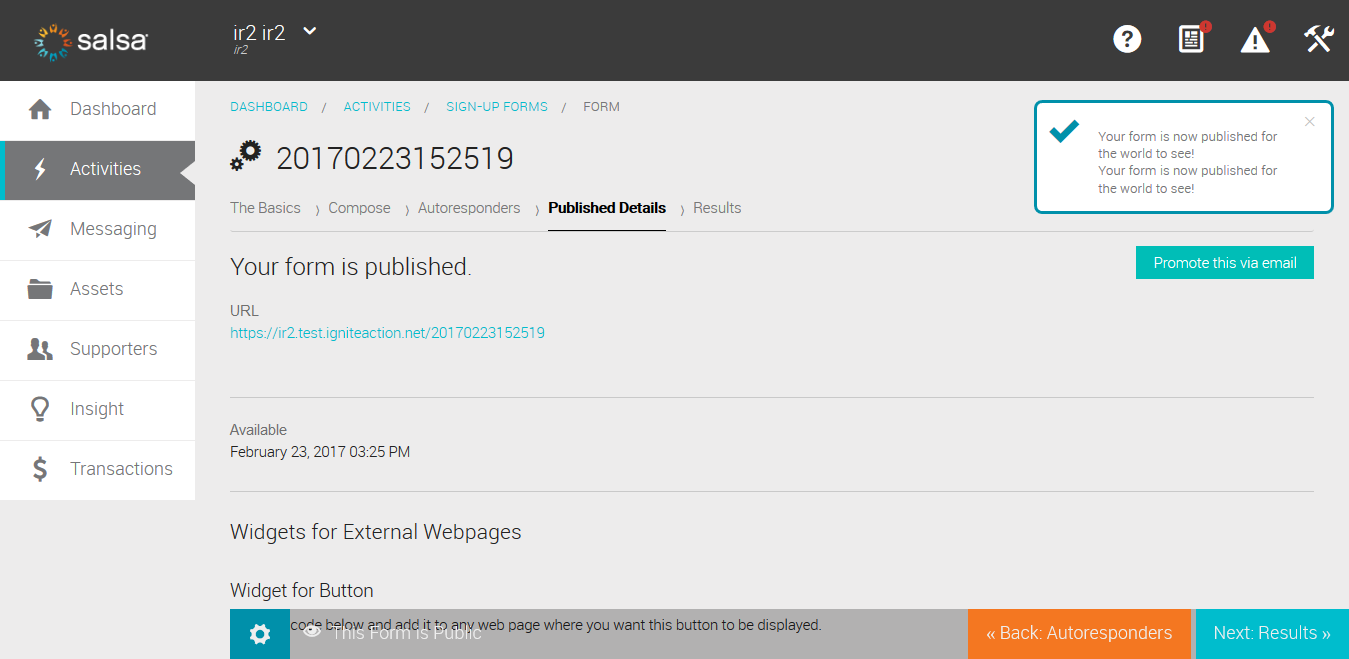 salsa
ir2 ir2
ir2
?
Dashboard
Activities
Messaging
Assets
Supporters
Insight
Transactions
DASHBOARD / ACTIVITIES / SIGN-UP FORMS / FORM
20170223152519
The Basics › Compose › Autoresponders › Published Details › Results
Your form is now published for
the world to see!
Your form is now published for
the world to see!
Your form is published.
Promote this via email
URL
https://ir2.test.igniteaction.net/20170223152519
Available
February 23, 2017 03:25 PM
Widgets for External Webpages
Widget for Button
code below and add it to any web page where you want this button to be displayed.
This Form is Public
« Back: Autoresponders
Next: Results »